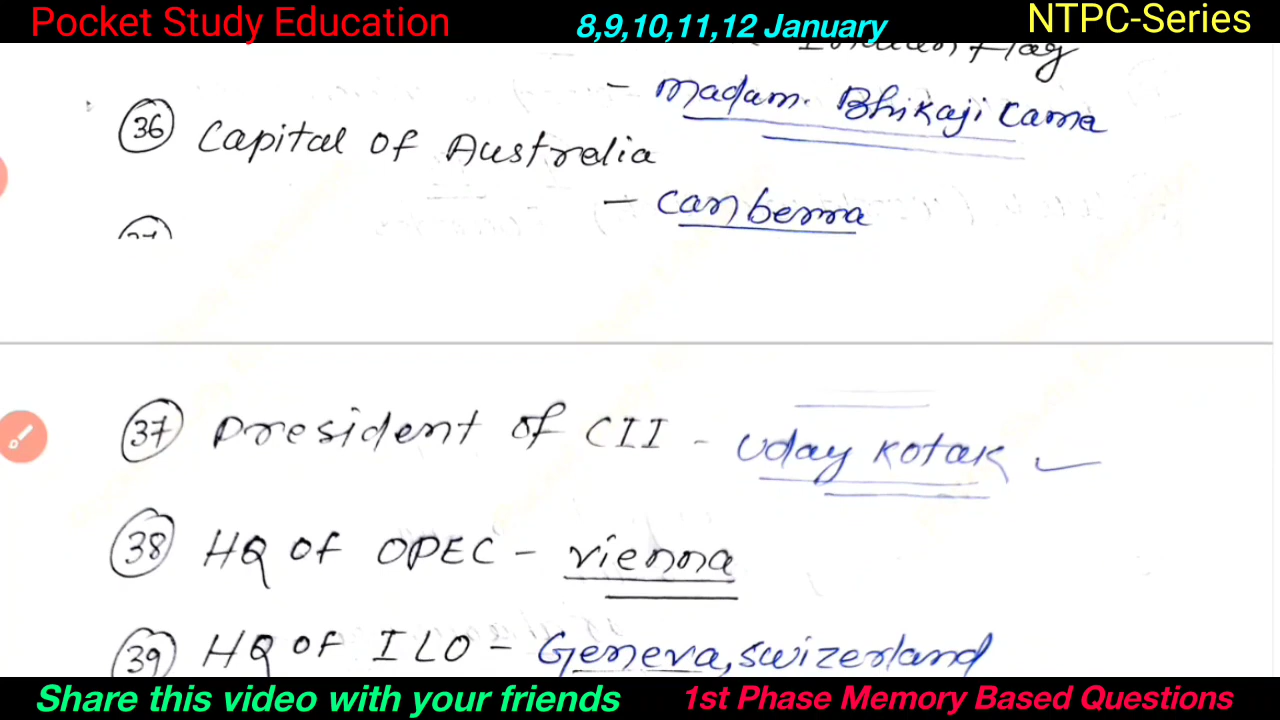 Pocket Study Education 8,9,10,11,12 January NTPC-Series
Flag
- Madam. Bhikaji Cama
36 Capital of Australia
- Canberra
37 President of CII - Uday Kotak
38 HQ of OPEC - Vienna
39 HQ of ILO - Geneva, Swizerland
Share this video with your friends 1st Phase Memory Based Questions